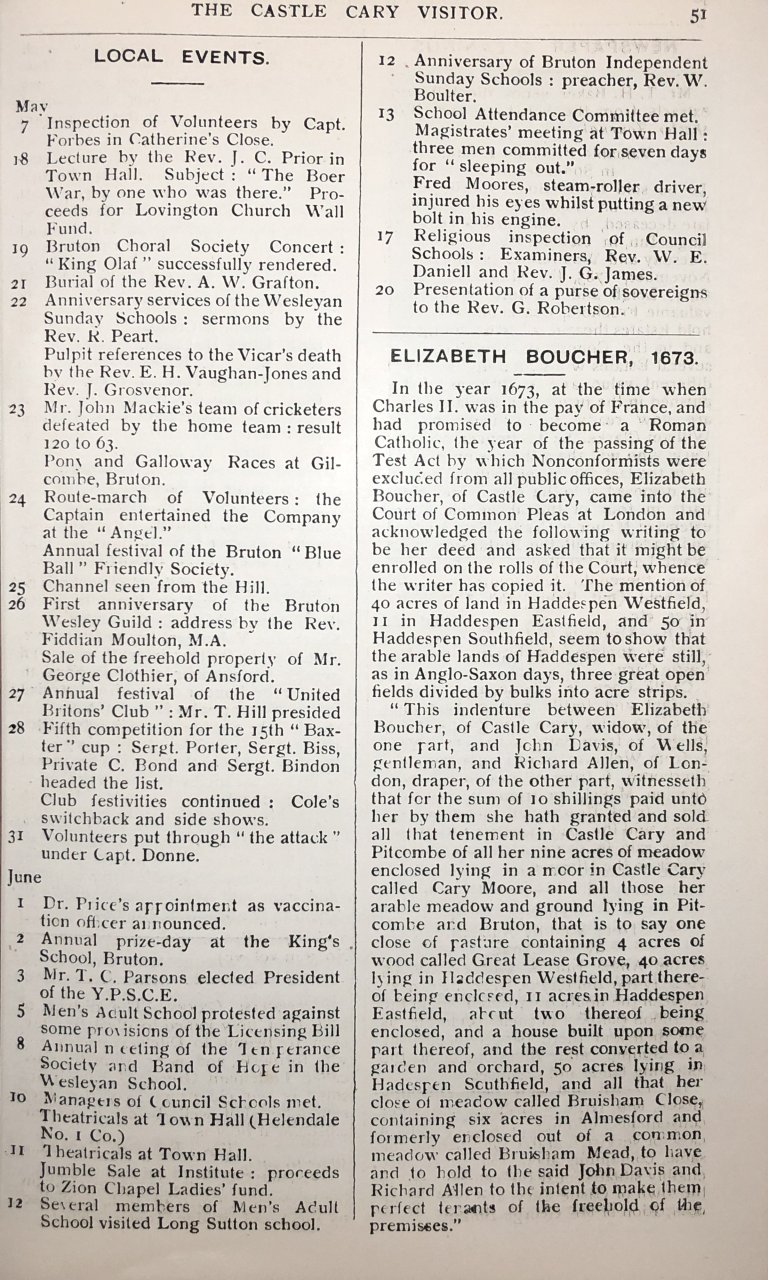 THE CASTLE CARY VISITOR.
51
LOCAL EVENTS.
May
7 Inspection of Volunteers by Capt.
Forbes in Catherine's Close.
18 Lecture by the Rev. J. C. Prior in
Town Hall. Subject : "The Boer
War, by one who was there." Pro-
ceeds for Lovington Church Wall
Fund.
19 Bruton Choral Society Concert :
"King Olaf" successfully rendered.
21 Burial of the Rev. A. W. Grafton.
22 Anniversary services of the Wesleyan
Sunday Schools : sermons by the
Rev. R. Peart.
Pulpit references to the Vicar's death
by the Rev. E. H. Vaughan-Jones and
Rev. J. Grosvenor.
23 Mr. John Mackie's team of cricketers
defeated by the home team : result
120 to 63.
Pony and Galloway Races at Gil-
combe, Bruton.
24 Route-march of Volunteers : the
Captain entertained the Company
at the "Angel."
Annual festival of the Bruton "Blue
Ball" Friendly Society.
25 Channel seen from the Hill.
26 First anniversary of the Bruton
Wesley Guild : address by the Rev.
Fiddian Moulton, M.A.
Sale of the freehold property of Mr.
George Clothier, of Ansford.
27 Annual festival of the "United
Britons' Club" : Mr. T. Hill presided
28 Fifth competition for the 15th "Bax-
ter" cup : Sergt. Porter, Sergt. Biss,
Private C. Bond and Sergt. Bindon
headed the list.
Club festivities continued : Cole's
switchback and side shows.
31 Volunteers put through "the attack"
under Capt. Donne.
June
1 Dr. Price's appointment as vaccina-
tion officer announced.
2 Annual prize-day at the King's
School, Bruton.
3 Mr. T. C. Parsons elected President
of the Y.P.S.C.E.
5 Men's Adult School protested against
some provisions of the Licensing Bill
8 Annual meeting of the Temperance
Society and Band of Hope in the
Wesleyan School.
10 Managers of Council Schools met.
Theatricals at Town Hall (Helendale
No. 1 Co.)
11 Theatricals at Town Hall.
Jumble Sale at Institute : proceeds
to Zion Chapel Ladies' fund.
12 Several members of Men's Adult
School visited Long Sutton school.
12 Anniversary of Bruton Independent
Sunday Schools : preacher, Rev. W.
Boulter.
13 School Attendance Committee met.
Magistrates' meeting at Town Hall :
three men committed for seven days
for "sleeping out."
Fred Moores, steam-roller driver,
injured his eyes whilst putting a new
bolt in his engine.
17 Religious inspection of Council
Schools : Examiners, Rev. W. E.
Daniell and Rev. J. G. James.
20 Presentation of a purse of sovereigns
to the Rev. G. Robertson.
ELIZABETH BOUCHER, 1673.
In the year 1673, at the time when
Charles II. was in the pay of France, and
had promised to become a Roman
Catholic, the year of the passing of the
Test Act by which Nonconformists were
excluded from all public offices, Elizabeth
Boucher, of Castle Cary, came into the
Court of Common Pleas at London and
acknowledged the following writing to
be her deed and asked that it might be
enrolled on the rolls of the Court, whence
the writer has copied it. The mention of
40 acres of land in Haddespen Westfield,
11 in Haddespen Eastfield, and 50 in
Haddespen Southfield, seem to show that
the arable lands of Haddespen were still,
as in Anglo-Saxon days, three great open
fields divided by bulks into acre strips.
"This indenture between Elizabeth
Boucher, of Castle Cary, widow, of the
one part, and John Davis, of Wells,
gentleman, and Richard Allen, of Lon-
don, draper, of the other part, witnesseth
that for the sum of 10 shillings paid unto
her by them she hath granted and sold
all that tenement in Castle Cary and
Pitcombe of all her nine acres of meadow
enclosed lying in a moor in Castle Cary
called Cary Moore, and all those her
arable meadow and ground lying in Pit-
combe and Bruton, that is to say one
close of pasture containing 4 acres of
wood called Great Lease Grove, 40 acres
lying in Haddespen Westfield, part there-
of being enclosed, 11 acres in Haddespen
Eastfield, about two thereof being
enclosed, and a house built upon some
part thereof, and the rest converted to a
garden and orchard, 50 acres lying in
Hadespen Southfield, and all that her
close of meadow called Bruisham Close,
containing six acres in Almesford and
formerly enclosed out of a common
meadow called Bruisham Mead, to have
and to hold to the said John Davis and
Richard Allen to the intent to make them
perfect tenants of the freehold of the
premisses."